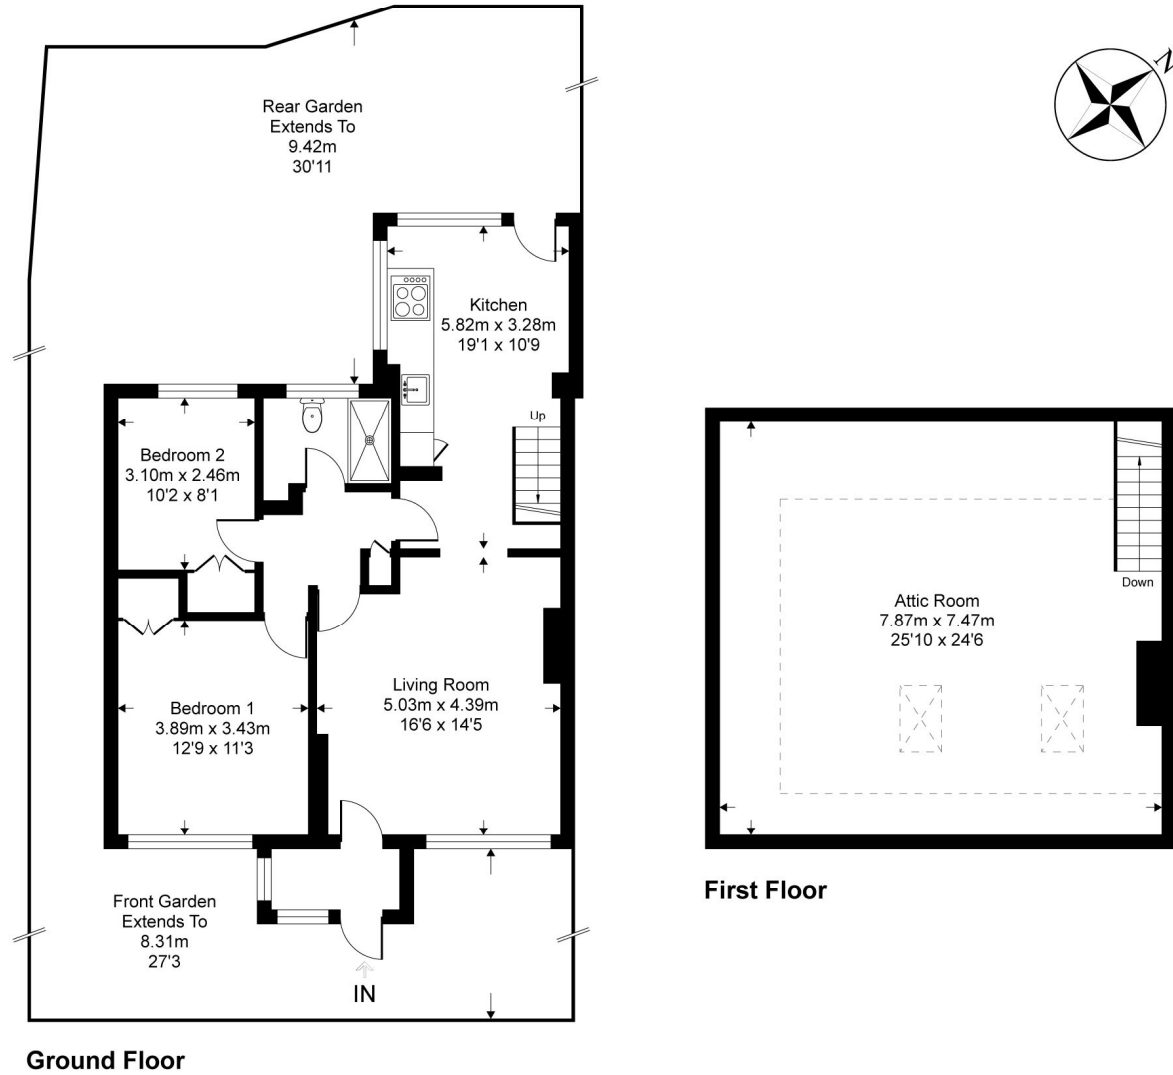 N
Rear Garden
Extends To
9.42m
30'11
Kitchen
5.82m x 3.28m
19'1 x 10'9
Up
Bedroom 2
3.10m x 2.46m
10'2 x 8'1
Living Room
5.03m x 4.39m
16'6 x 14'5
Bedroom 1
3.89m x 3.43m
12'9 x 11'3
Front Garden
Extends To
8.31m
27'3
IN
Ground Floor
Down
Attic Room
7.87m x 7.47m
25'10 x 24'6
First Floor